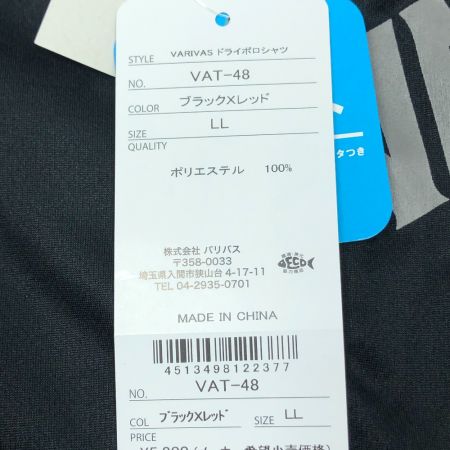 STYLE VARIVAS ドライポロシャツ
NO. VAT-48
COLOR ブラックXレッド
SIZE LL
QUALITY
ポリエステル 100%
株式会社 バリバス
〒358-0033
埼玉県入間市狭山台 4-17-11
TEL 04-2935-0701
ECO
MADE IN CHINA
4513498122377
NO. VAT-48
COL ブラックXレッド SIZE LL
PRICE
タつき